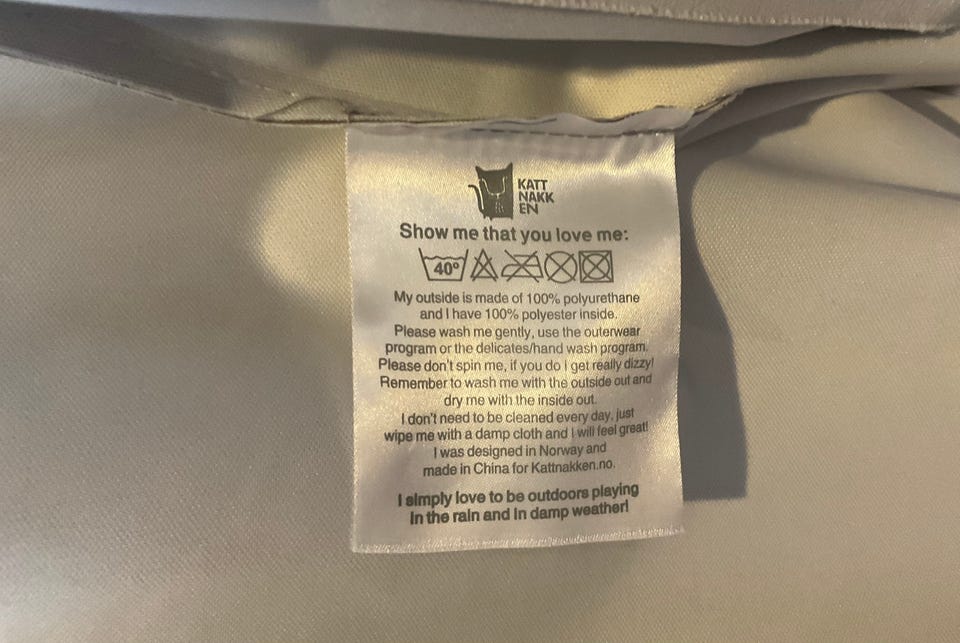 KATT
NAKK
EN
Show me that you love me:
40°
My outside is made of 100% polyurethane
and I have 100% polyester inside.
Please wash me gently, use the outerwear
program or the delicates/hand wash program.
Please don't spin me, if you do I get really dizzy!
Remember to wash me with the outside out and
dry me with the inside out.
I don't need to be cleaned every day, just
wipe me with a damp cloth and I will feel great!
I was designed in Norway and
made in China for Kattnakken.no.
I simply love to be outdoors playing
In the rain and in damp weather!